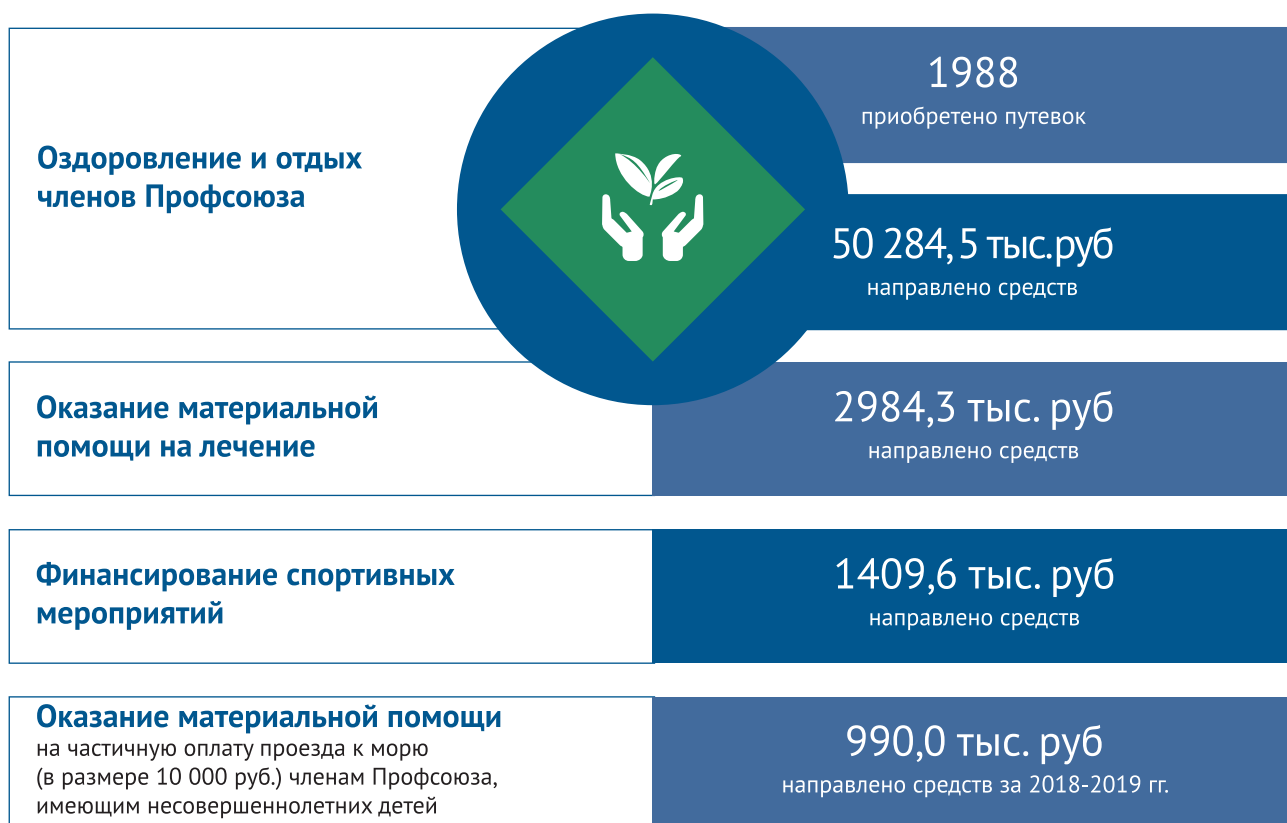 Оздоровление и отдых
членов Профсоюза
1988
приобретено путевок
50 284,5 тыс.руб
направлено средств
Оказание материальной
помощи на лечение
2984,3 тыс. руб
направлено средств
Финансирование спортивных
мероприятий
1409,6 тыс. руб
направлено средств
Оказание материальной помощи
на частичную оплату проезда к морю
(в размере 10 000 руб.) членам Профсоюза,
имеющим несовершеннолетних детей
990,0 тыс. руб
направлено средств за 2018-2019 гг.